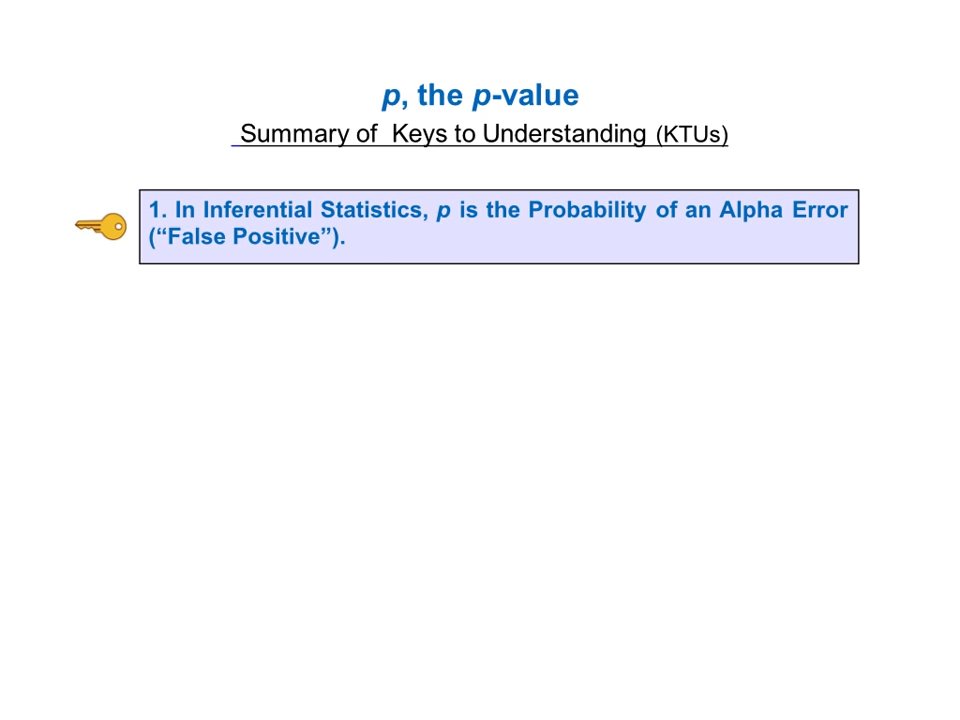 p, the p-value
Summary of Keys to Understanding (KTUs)
1. In Inferential Statistics, p is the Probability of an Alpha Error
(“False Positive”).